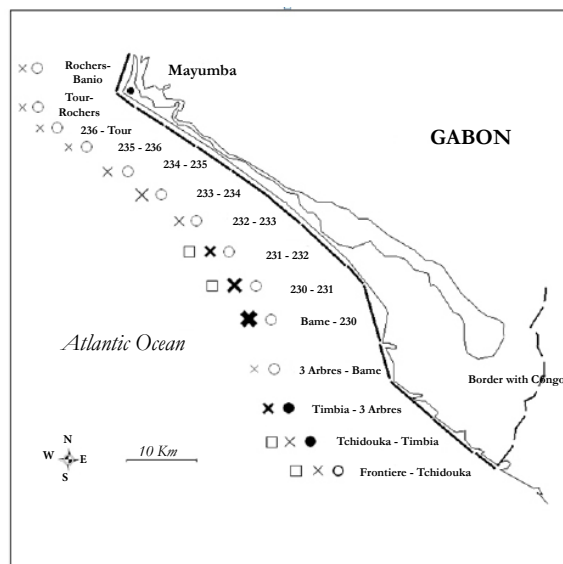 Rochers-
Banio
Mayumba
Tour-
Rochers
236 - Tour
GABON
235 - 236
234 - 235
233 - 234
232 - 233
231 - 232
230 - 231
Bame - 230
Atlantic Ocean
3 Arbres - Bame
Border with Congo
Timbia - 3 Arbres
Tchidouka - Timbia
N
W E
S
10 Km
Frontiere - Tchidouka